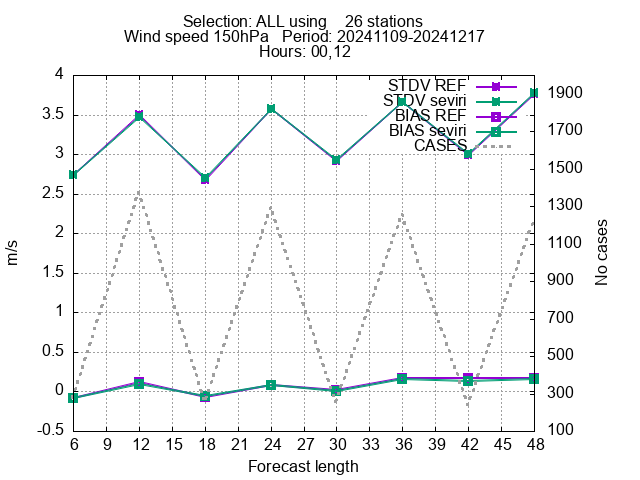 Selection: ALL using    26 stations
Wind speed 150hPa   Period: 20241109-20241217
Hours: 00,12
4
3.5
3
2.5
2
1.5
1
0.5
0
-0.5
m/s
STDV REF
STDV seviri
BIAS REF
BIAS seviri
CASES
1900
1700
1500
1300
1100
900
700
500
300
100
No cases
6 9 12 15 18 21 24 27 30 33 36 39 42 45 48
Forecast length